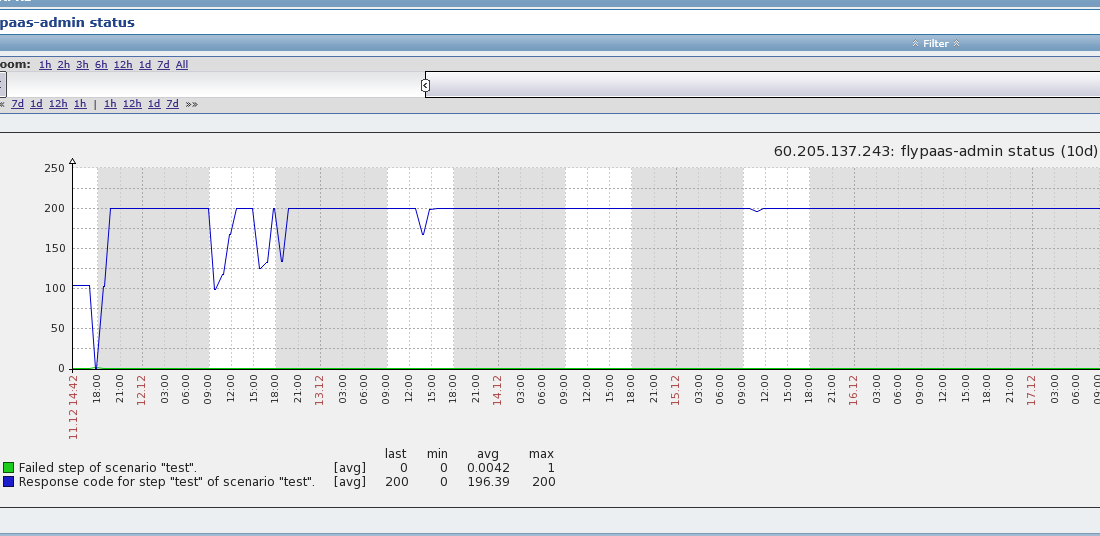 paas-admin status
Filter
oom: 1h 2h 3h 6h 12h 1d 7d All
« 7d 1d 12h 1h | 1h 12h 1d 7d »»
60.205.137.243: flypaas-admin status (10d)
250
200
150
100
50
0
11.12 14:42 18:00 21:00 12.12 03:00 06:00 09:00 12:00 15:00 18:00 21:00 13.12 03:00 06:00 09:00 12:00 15:00 18:00 21:00 14.12 03:00 06:00 09:00 12:00 15:00 18:00 21:00 15.12 03:00 06:00 09:00 12:00 15:00 18:00 21:00 16.12 03:00 06:00 09:00 12:00 15:00 18:00 21:00 17.12 03:00 06:00 09:00
last min avg max
Failed step of scenario "test". [avg] 0 0 0.0042 1
Response code for step "test" of scenario "test". [avg] 200 0 196.39 200